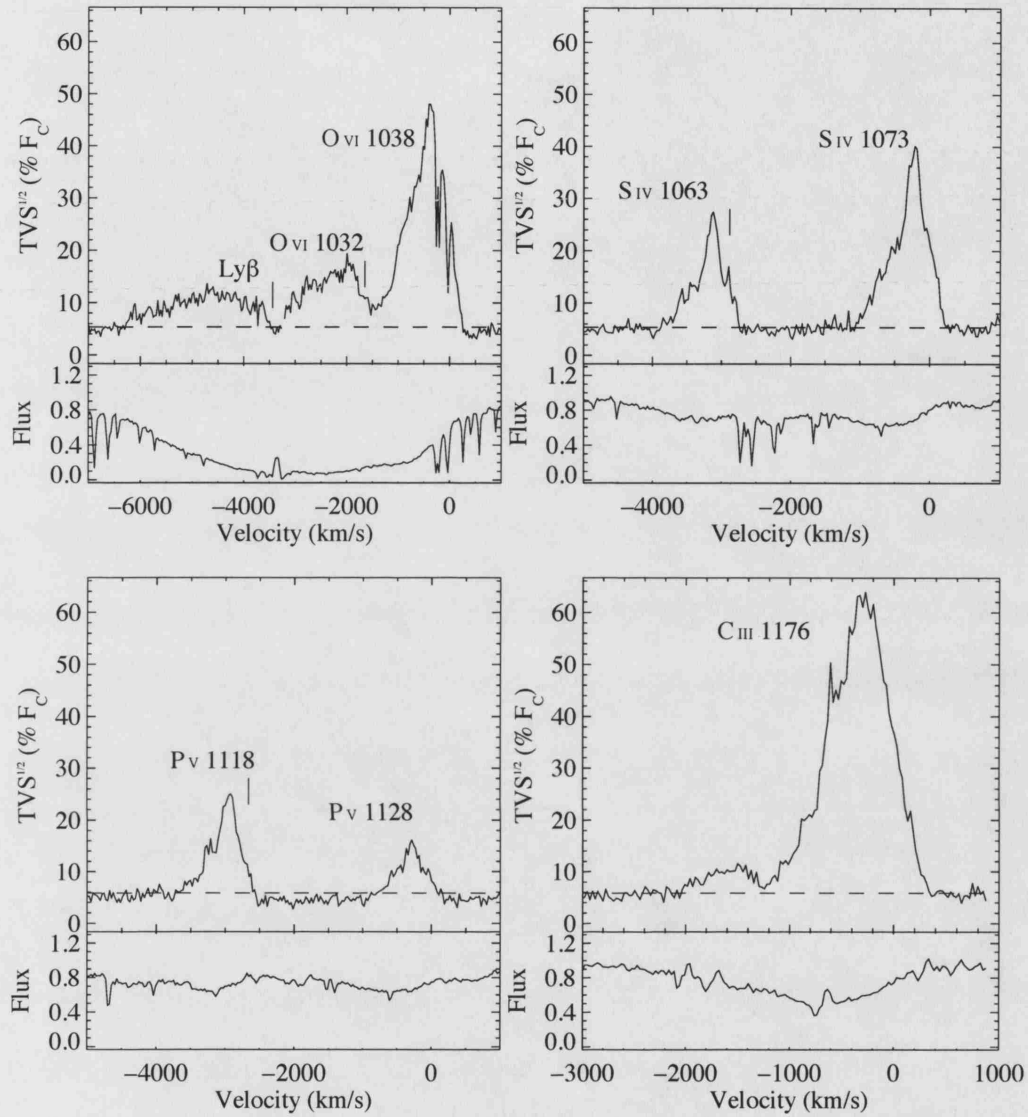 60
50
40
30
20
10
0
TVS^1/2 (% F_C)
O VI 1038
O VI 1032
Lyβ
1.2
0.8
0.4
0.0
Flux
−6000 −4000 −2000 0
Velocity (km/s)
60
50
40
30
20
10
0
TVS^1/2 (% F_C)
S IV 1073
S IV 1063
1.2
0.8
0.4
0.0
Flux
−4000 −2000 0
Velocity (km/s)
60
50
40
30
20
10
0
TVS^1/2 (% F_C)
P V 1118
P V 1128
1.2
0.8
0.4
0.0
Flux
−4000 −2000 0
Velocity (km/s)
60
50
40
30
20
10
0
TVS^1/2 (% F_C)
C III 1176
1.2
0.8
0.4
0.0
Flux
−3000 −2000 −1000 0 1000
Velocity (km/s)